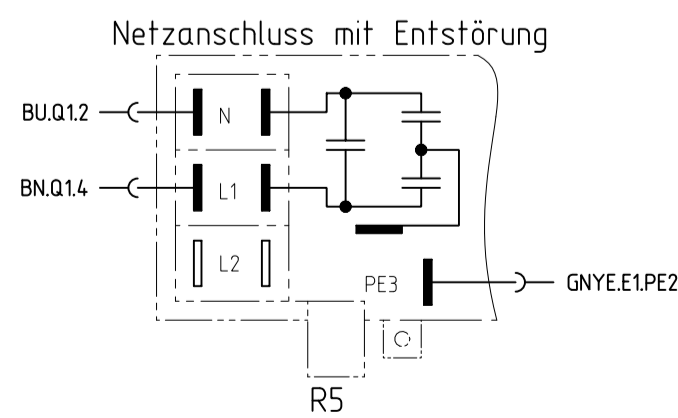 Netzanschluss mit Entstörung
BU.Q1.2
N
BN.Q1.4
L1
L2
PE3
GNYE.E1.PE2
R5